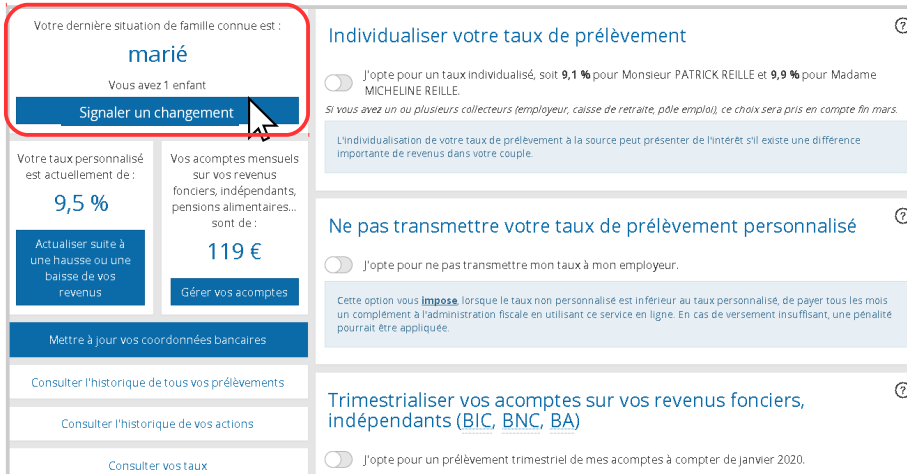 Votre dernière situation de famille connue est :
marié
Vous avez 1 enfant
Signaler un changement
Votre taux personnalisé
est actuellement de :
9,5 %
Actualiser suite à
une hausse ou une
baisse de vos
revenus
Vos acomptes mensuels
sur vos revenus
fonciers, indépendants,
pensions alimentaires...
sont de :
119 €
Gérer vos acomptes
Mettre à jour vos coordonnées bancaires
Consulter l'historique de tous vos prélèvements
Consulter l'historique de vos actions
Consulter vos taux
Individualiser votre taux de prélèvement
?
J'opte pour un taux individualisé, soit 9,1 % pour Monsieur PATRICK REILLE et 9,9 % pour Madame
MICHELINE REILLE.
Si vous avez un ou plusieurs collecteurs (employeur, caisse de retraite, pôle emploi), ce choix sera pris en compte fin mars.
L'individualisation de votre taux de prélèvement à la source peut présenter de l'intérêt s'il existe une différence
importante de revenus dans votre couple.
Ne pas transmettre votre taux de prélèvement personnalisé
?
J'opte pour ne pas transmettre mon taux à mon employeur.
Cette option vous impose, lorsque le taux non personnalisé est inférieur au taux personnalisé, de payer tous les mois
un complément à l'administration fiscale en utilisant ce service en ligne. En cas de versement insuffisant, une pénalité
pourrait être appliquée.
Trimestrialiser vos acomptes sur vos revenus fonciers,
indépendants (BIC, BNC, BA)
?
J'opte pour un prélèvement trimestriel de mes acomptes à compter de janvier 2020.